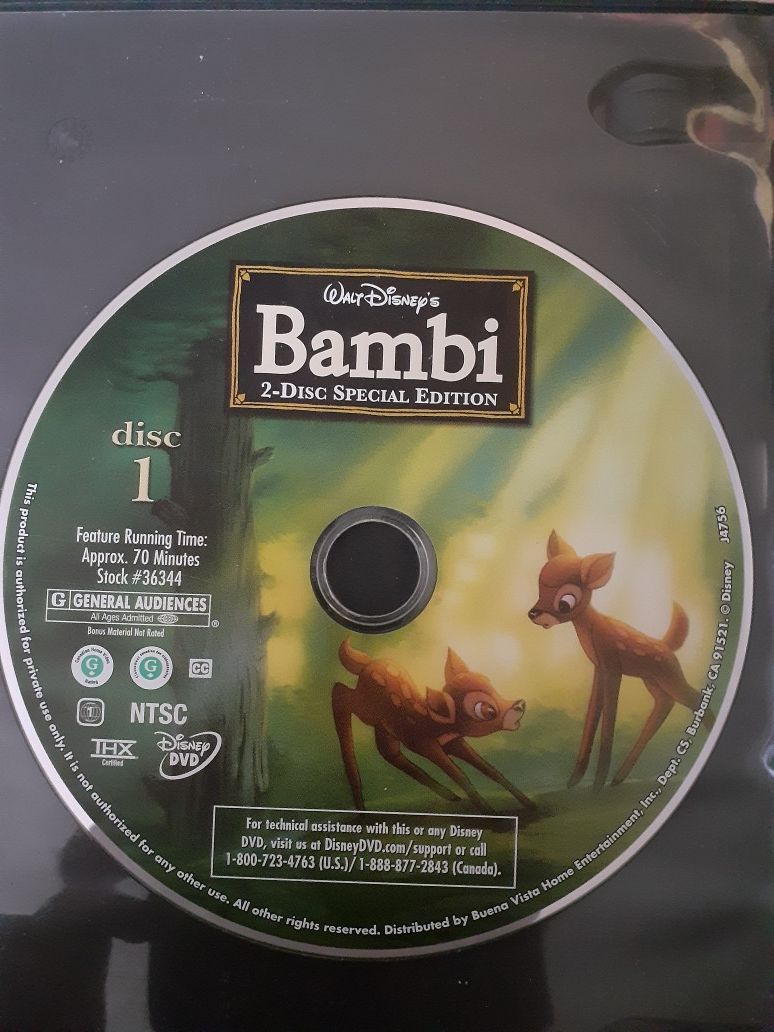 WALT DISNEY'S
Bambi
2-DISC SPECIAL EDITION
disc
1
Feature Running Time:
Approx. 70 Minutes
Stock #36344
G GENERAL AUDIENCES
All Ages Admitted
®
Bonus Material Not Rated
G
G
CC
1
NTSC
THX
Certified
DISNEY
DVD
For technical assistance with this or any Disney
DVD, visit us at DisneyDVD.com/support or call
1-800-723-4763 (U.S.)/ 1-888-877-2843 (Canada).
This product is authorized for private use only. It is not authorized for any other use. All other rights reserved. Distributed by Buena Vista Home Entertainment, Inc., Dept. CS, Burbank, CA 91521. © Disney J4756